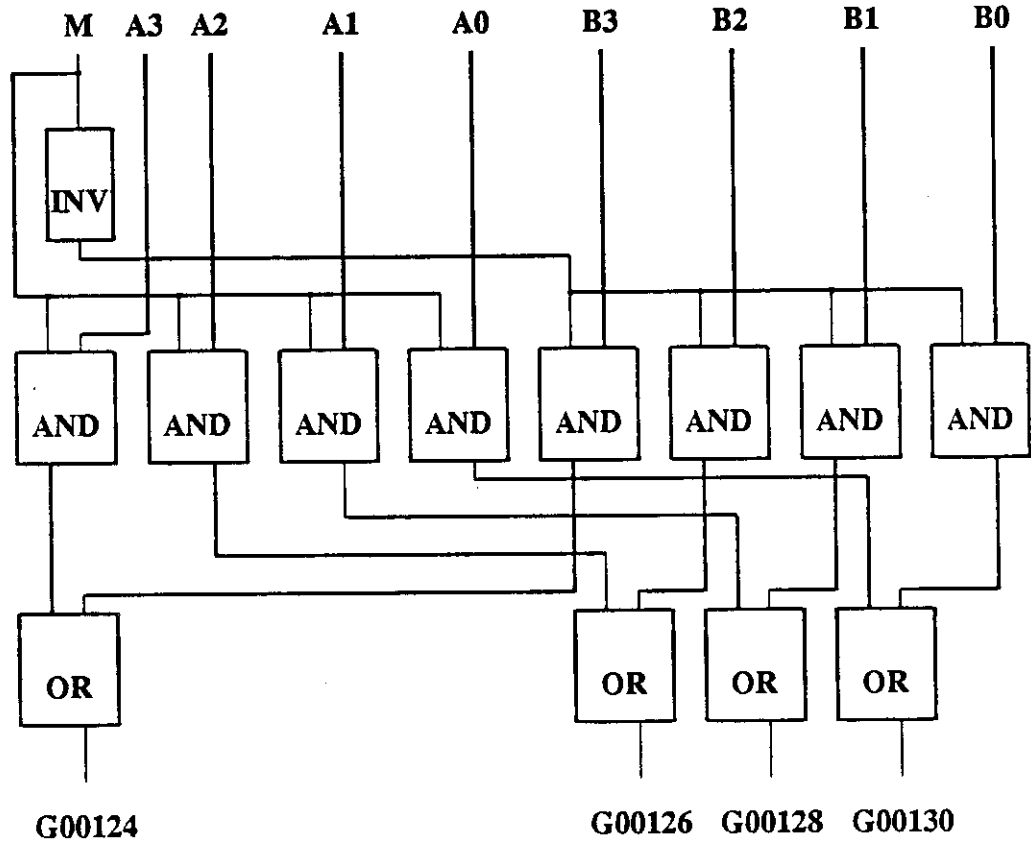 M A3 A2 A1 A0 B3 B2 B1 B0
INV
AND AND AND AND AND AND AND AND
OR OR OR OR
G00124 G00126 G00128 G00130